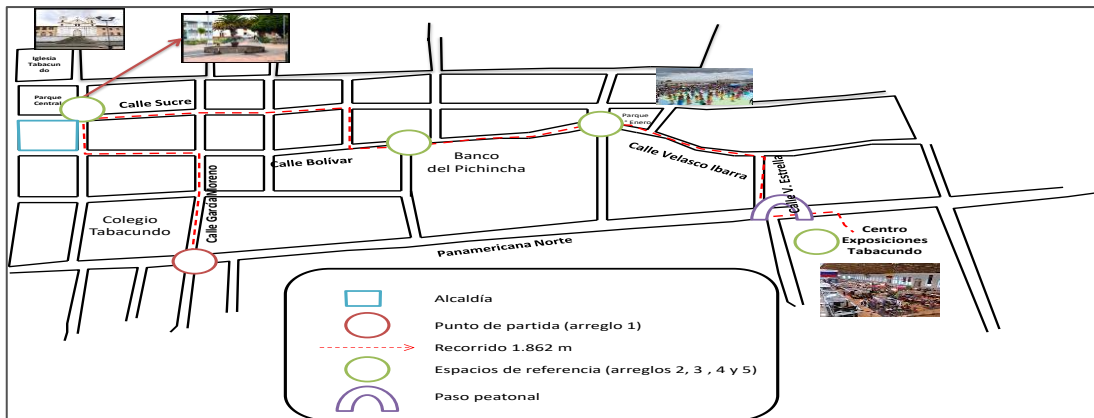 Iglesia
Tabacun
do
Parque
Central
Calle Sucre
Parque
Enero
Calle Bolívar
Banco
del Pichincha
Calle Velasco Ibarra
Calle V. Estrella
Calle García Moreno
Colegio
Tabacundo
Panamericana Norte
Centro
Exposiciones
Tabacundo
Alcaldía
Punto de partida (arreglo 1)
Recorrido 1.862 m
Espacios de referencia (arreglos 2, 3 , 4 y 5)
Paso peatonal